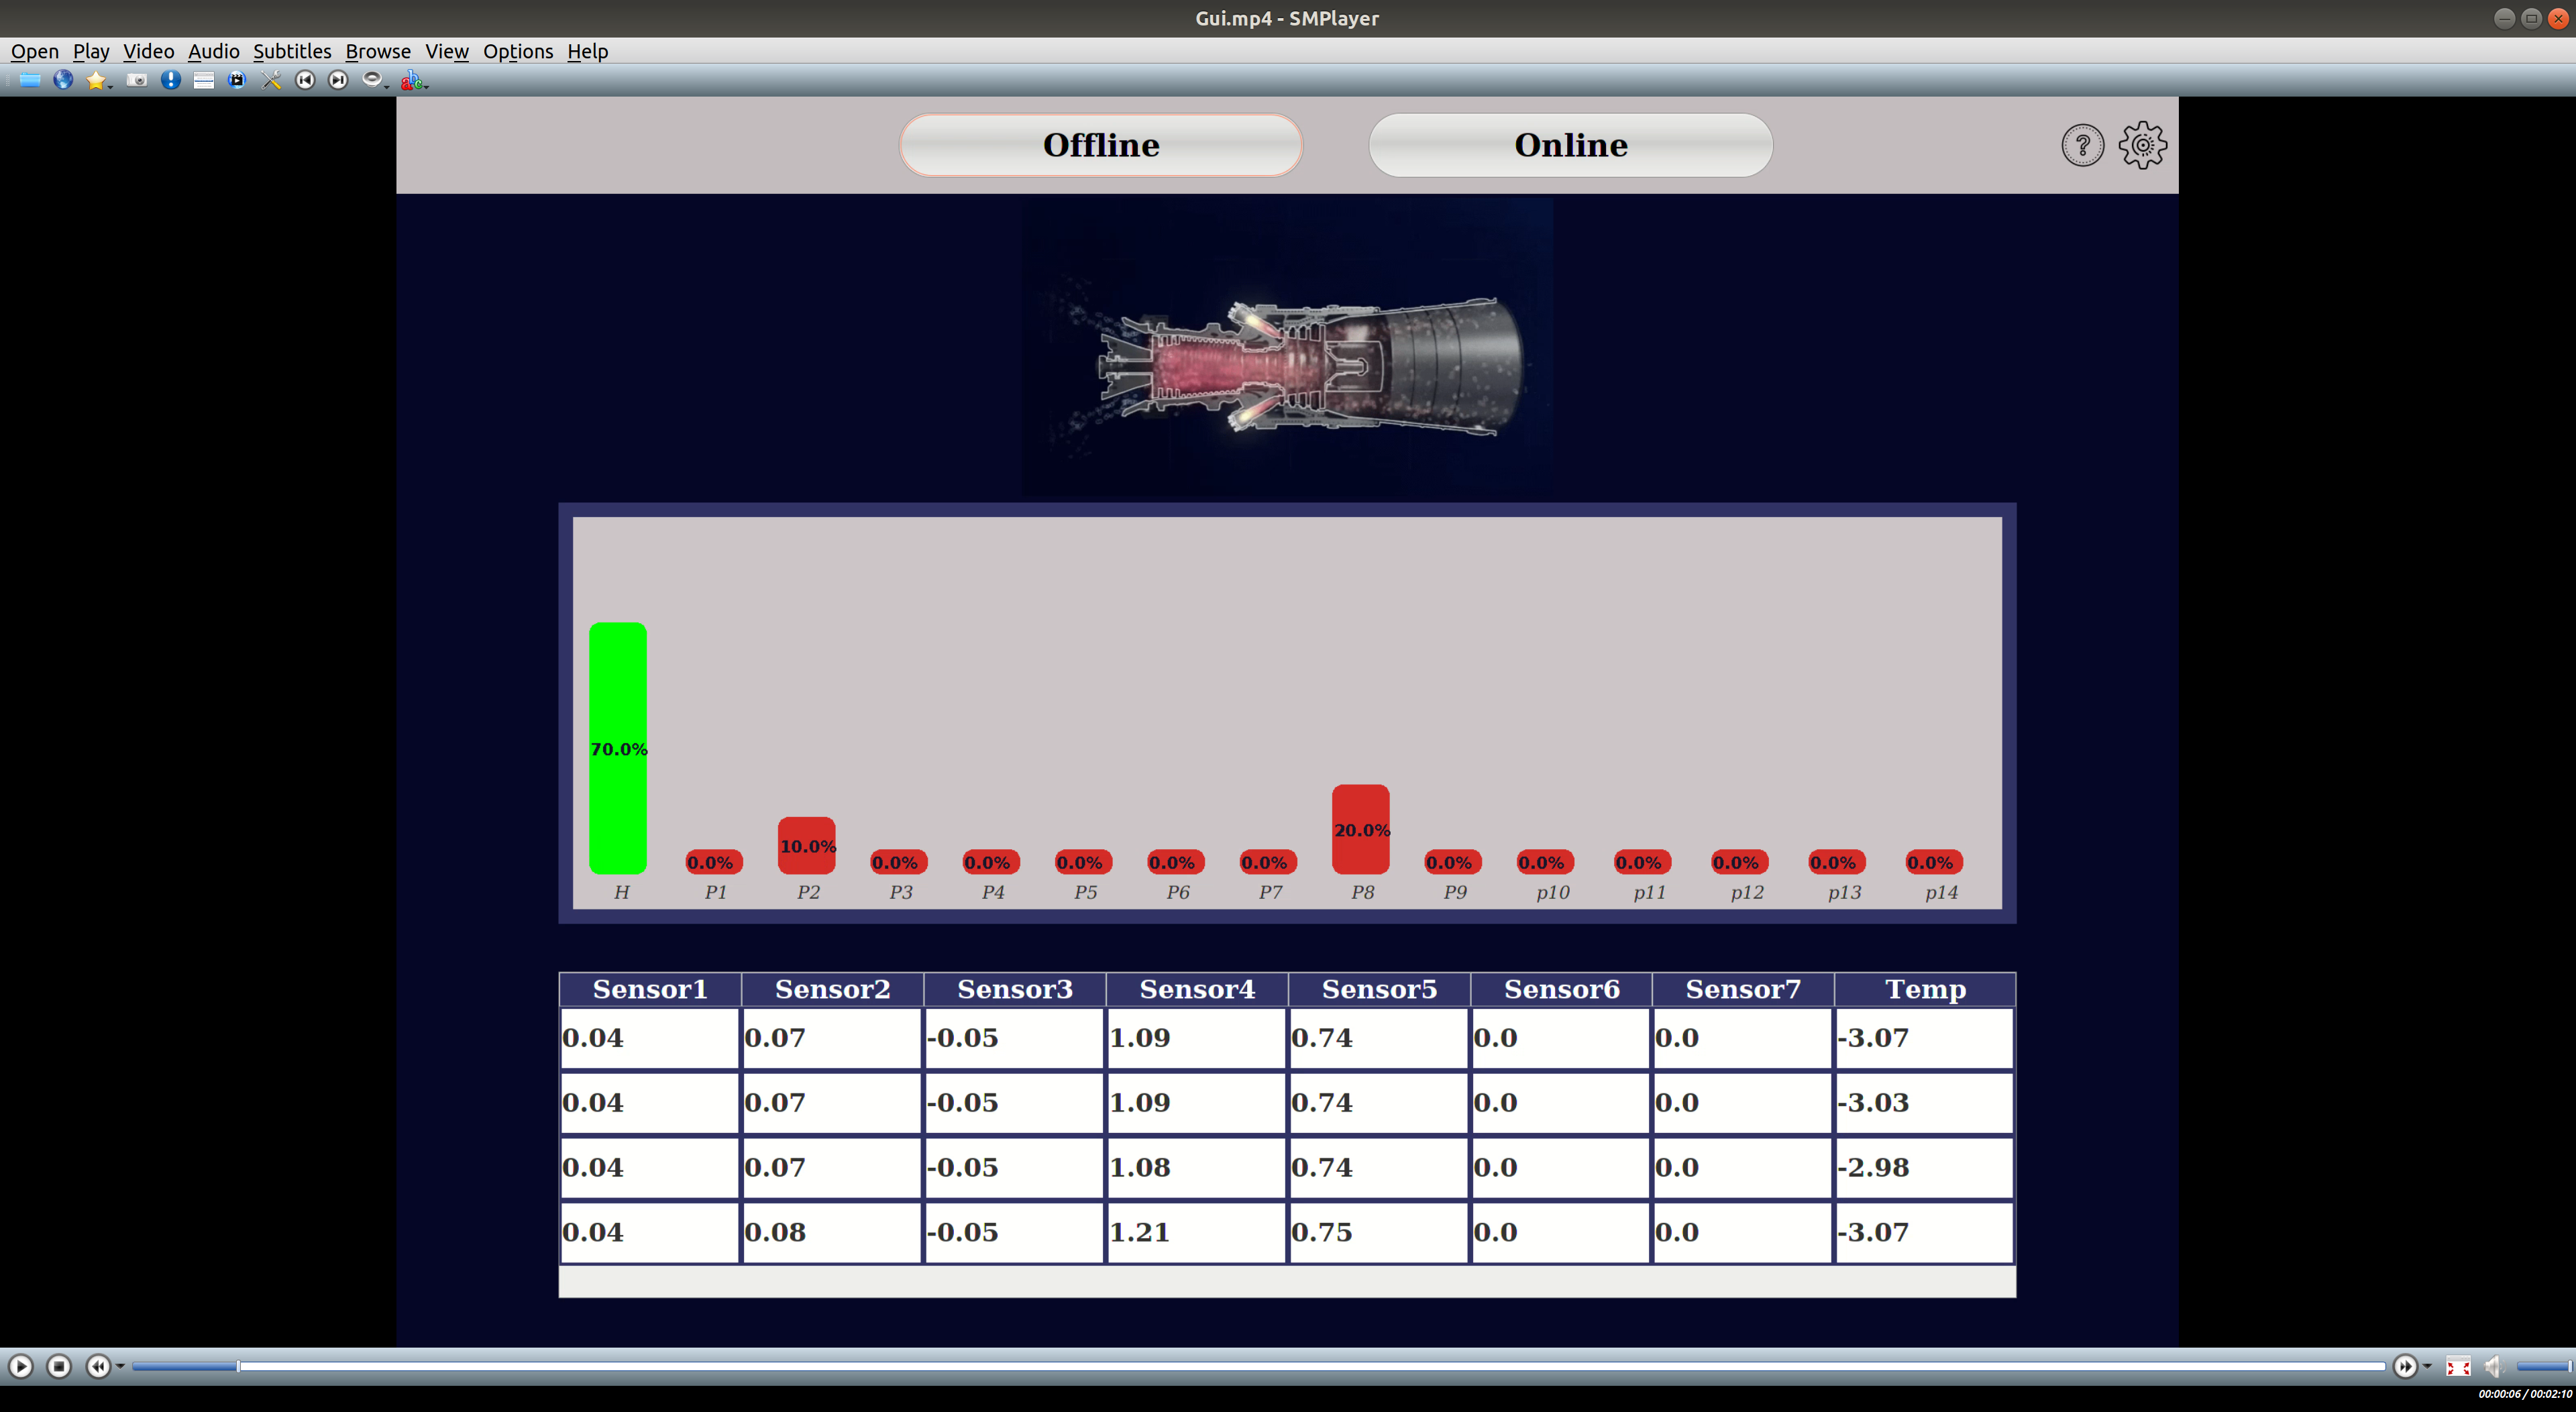 Gui.mp4 - SMPlayer
Open Play Video Audio Subtitles Browse View Options Help
Offline Online ?
70.0% 0.0% 10.0% 0.0% 0.0% 0.0% 0.0% 0.0% 20.0% 0.0% 0.0% 0.0% 0.0% 0.0% 0.0%
H P1 P2 P3 P4 P5 P6 P7 P8 P9 p10 p11 p12 p13 p14
Sensor1 Sensor2 Sensor3 Sensor4 Sensor5 Sensor6 Sensor7 Temp
0.04 0.07 -0.05 1.09 0.74 0.0 0.0 -3.07
0.04 0.07 -0.05 1.09 0.74 0.0 0.0 -3.03
0.04 0.07 -0.05 1.08 0.74 0.0 0.0 -2.98
0.04 0.08 -0.05 1.21 0.75 0.0 0.0 -3.07
00:00:06 / 00:02:10